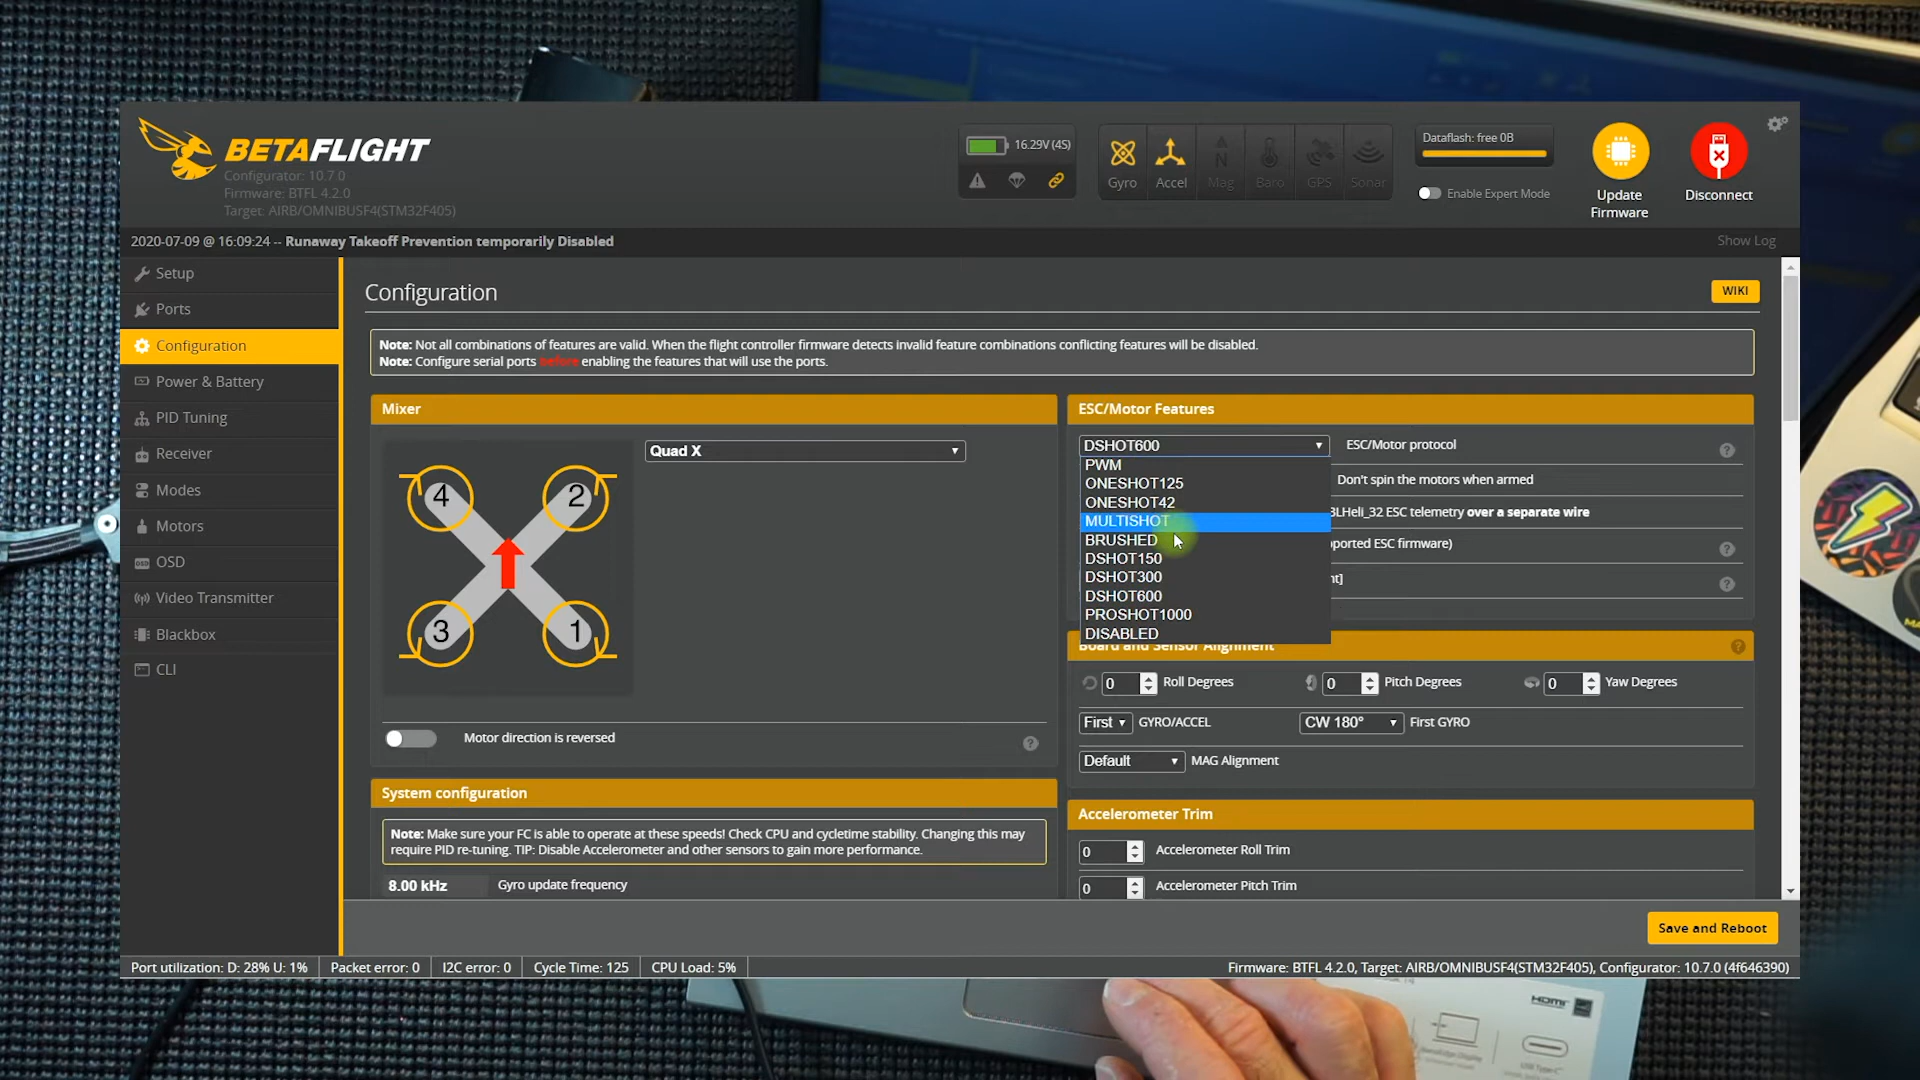 BETAFLIGHT
Configurator: 10.7.0
Firmware: BTFL 4.2.0
Target: AIRB/OMNIBUSF4(STM32F405)
16.29V (4S)
Gyro
Accel
Mag
Baro
GPS
Sonar
Dataflash: free 0B
Enable Expert Mode
Update
Firmware
Disconnect
2020-07-09 @ 16:09:24 -- Runaway Takeoff Prevention temporarily Disabled
Show Log
Setup
Ports
Configuration
Power & Battery
PID Tuning
Receiver
Modes
Motors
OSD
Video Transmitter
Blackbox
CLI
Configuration
WIKI
Note: Not all combinations of features are valid. When the flight controller firmware detects invalid feature combinations conflicting features will be disabled.
Note: Configure serial ports before enabling the features that will use the ports.
Mixer
Quad X
4
2
3
1
Motor direction is reversed
System configuration
Note: Make sure your FC is able to operate at these speeds! Check CPU and cycletime stability. Changing this may
require PID re-tuning. TIP: Disable Accelerometer and other sensors to gain more performance.
8.00 kHz
Gyro update frequency
ESC/Motor Features
DSHOT600
ESC/Motor protocol
PWM
ONESHOT125
ONESHOT42
MULTISHOT
BRUSHED
DSHOT150
DSHOT300
DSHOT600
PROSHOT1000
DISABLED
Don't spin the motors when armed
BLHeli_32 ESC telemetry over a separate wire
ported ESC firmware)
Board and Sensor Alignment
0
Roll Degrees
0
Pitch Degrees
0
Yaw Degrees
First
GYRO/ACCEL
CW 180°
First GYRO
Default
MAG Alignment
Accelerometer Trim
0
Accelerometer Roll Trim
0
Accelerometer Pitch Trim
Save and Reboot
Port utilization: D: 28% U: 1%
Packet error: 0
I2C error: 0
Cycle Time: 125
CPU Load: 5%
Firmware: BTFL 4.2.0, Target: AIRB/OMNIBUSF4(STM32F405), Configurator: 10.7.0 (4f646390)
HDMI